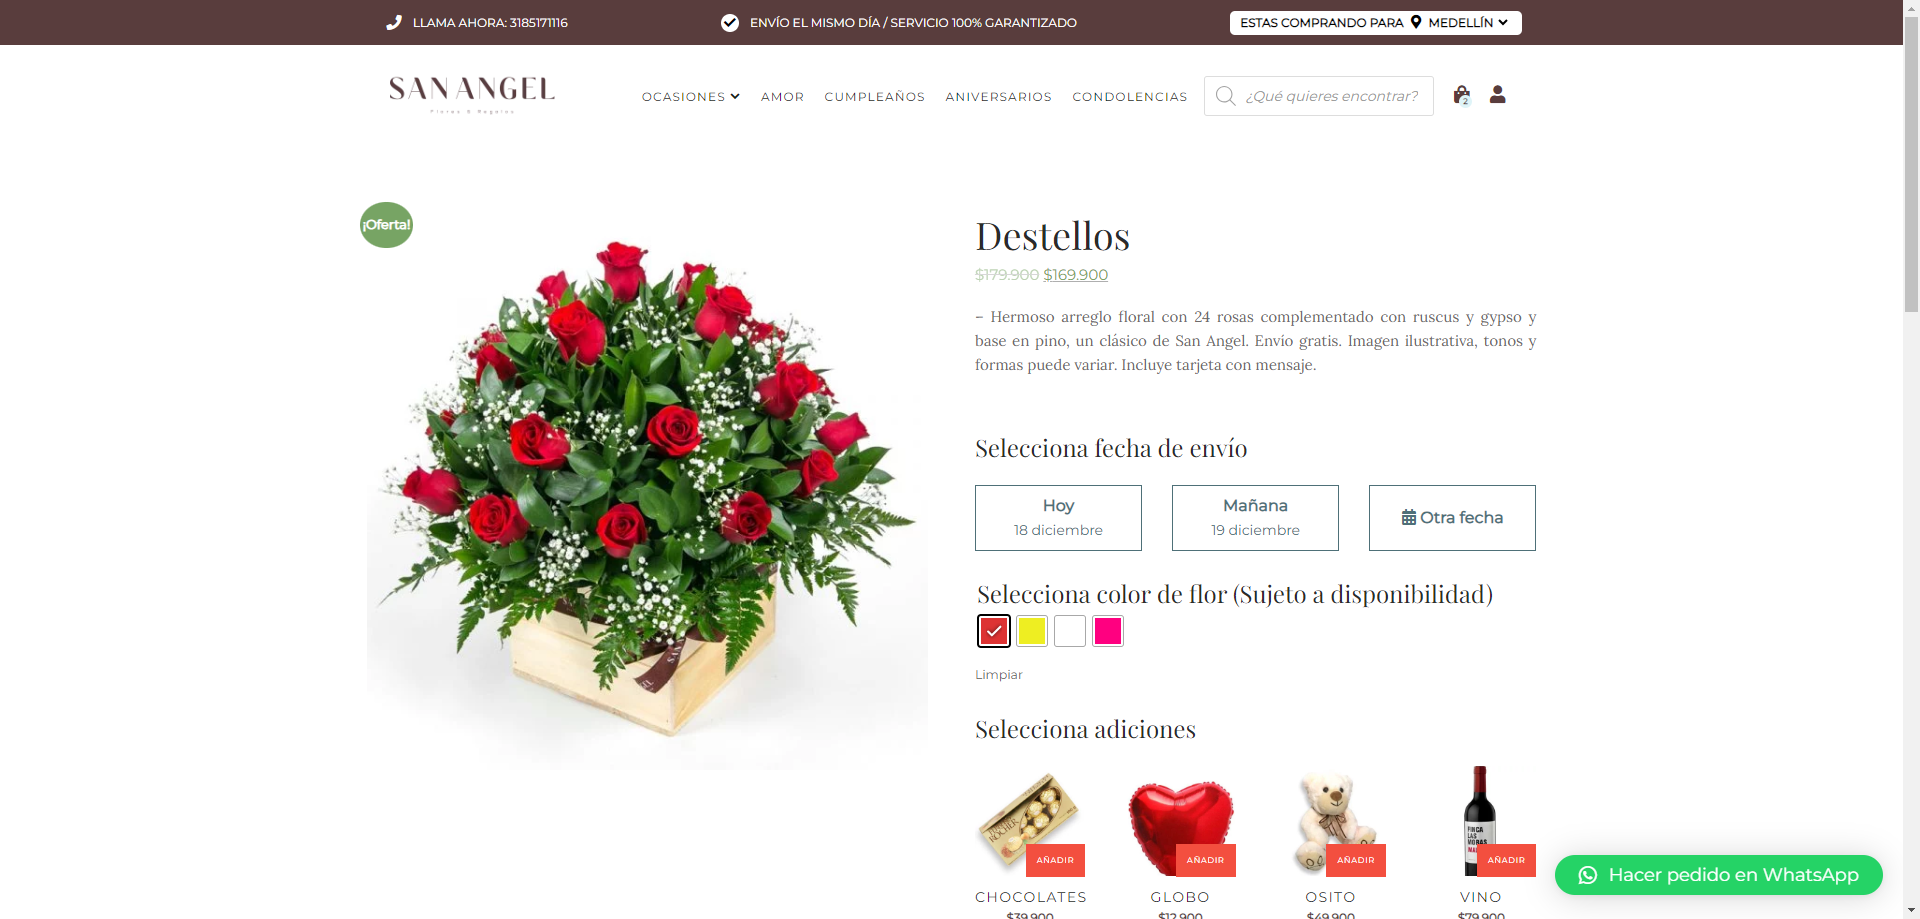 LLAMA AHORA: 3185171116
ENVÍO EL MISMO DÍA / SERVICIO 100% GARANTIZADO
ESTAS COMPRANDO PARA MEDELLÍN
SAN ANGEL
Flores & Regalos
OCASIONES
AMOR
CUMPLEAÑOS
ANIVERSARIOS
CONDOLENCIAS
¿Qué quieres encontrar?
2
¡Oferta!
Destellos
$179.900 $169.900
– Hermoso arreglo floral con 24 rosas complementado con ruscus y gypso y
base en pino, un clásico de San Angel. Envío gratis. Imagen ilustrativa, tonos y
formas puede variar. Incluye tarjeta con mensaje.
Selecciona fecha de envío
Hoy
18 diciembre
Mañana
19 diciembre
Otra fecha
Selecciona color de flor (Sujeto a disponibilidad)
Limpiar
Selecciona adiciones
AÑADIR
AÑADIR
AÑADIR
FINCA
LAS
MORAS
AÑADIR
CHOCOLATES
GLOBO
OSITO
VINO
$39.900
$12.900
$49.900
$79.900
Hacer pedido en WhatsApp